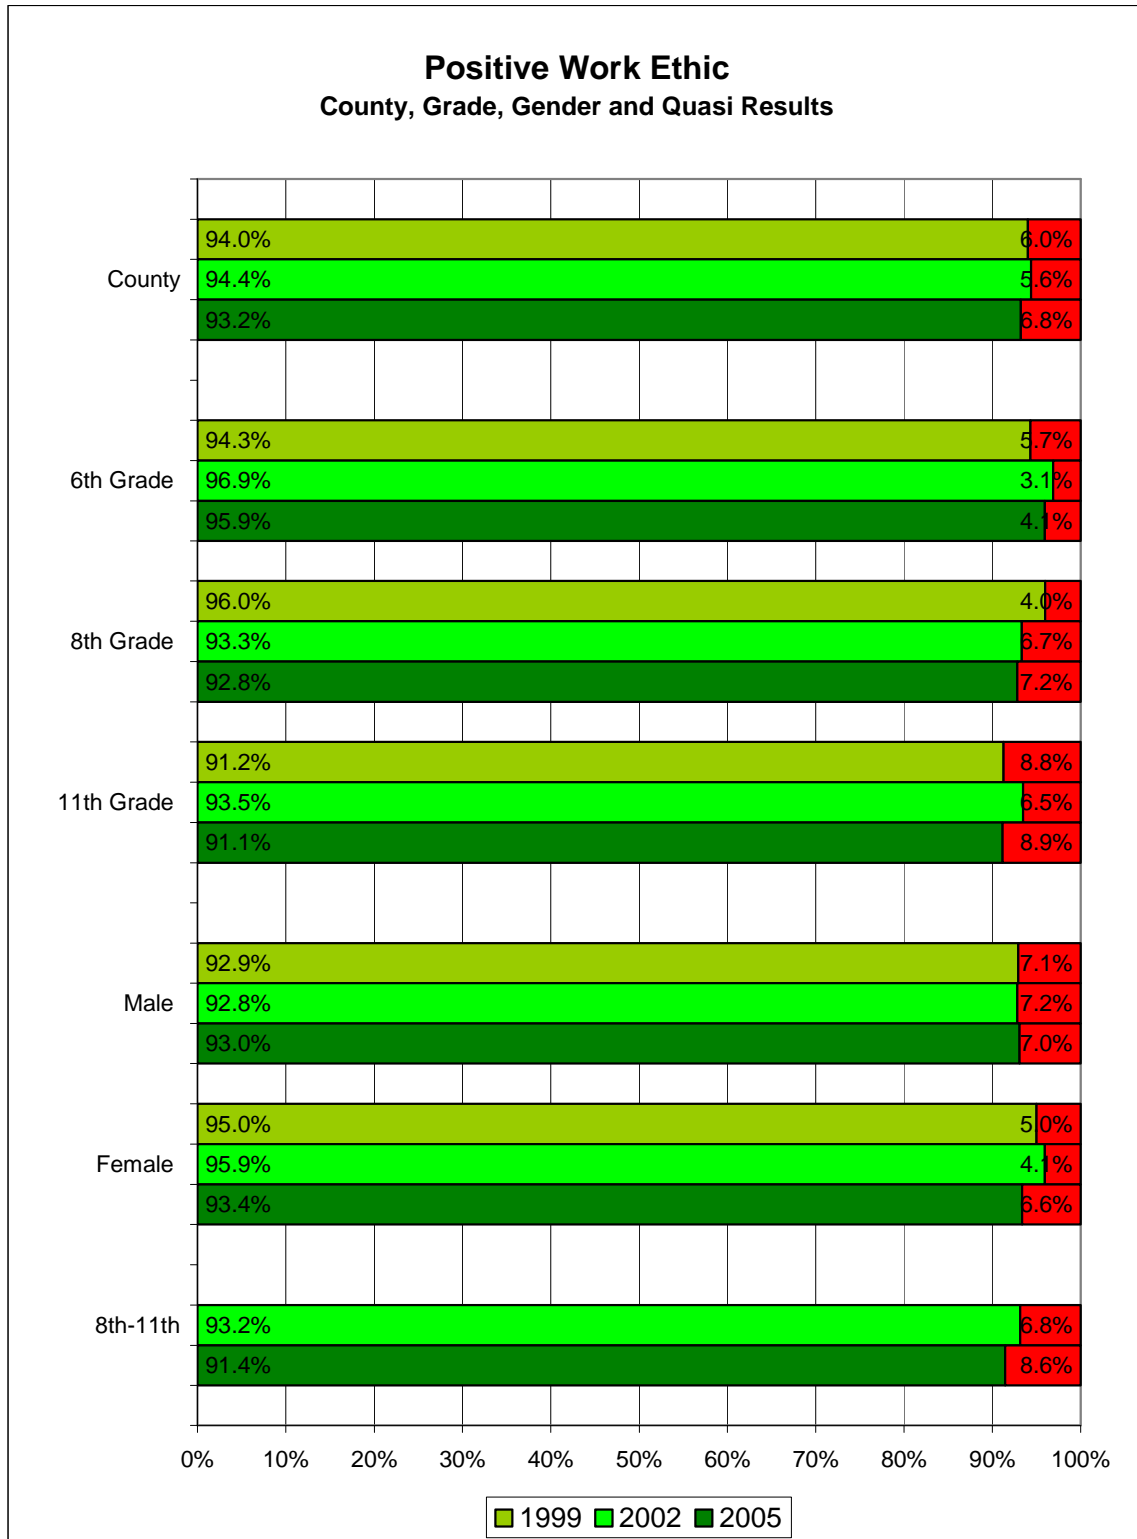 Positive Work Ethic
County, Grade, Gender and Quasi Results
94.0% 6.0%
County 94.4% 5.6%
93.2% 6.8%
94.3% 5.7%
6th Grade 96.9% 3.1%
95.9% 4.1%
96.0% 4.0%
8th Grade 93.3% 6.7%
92.8% 7.2%
91.2% 8.8%
11th Grade 93.5% 6.5%
91.1% 8.9%
92.9% 7.1%
Male 92.8% 7.2%
93.0% 7.0%
95.0% 5.0%
Female 95.9% 4.1%
93.4% 6.6%
8th-11th 93.2% 6.8%
91.4% 8.6%
0% 10% 20% 30% 40% 50% 60% 70% 80% 90% 100%
1999 2002 2005